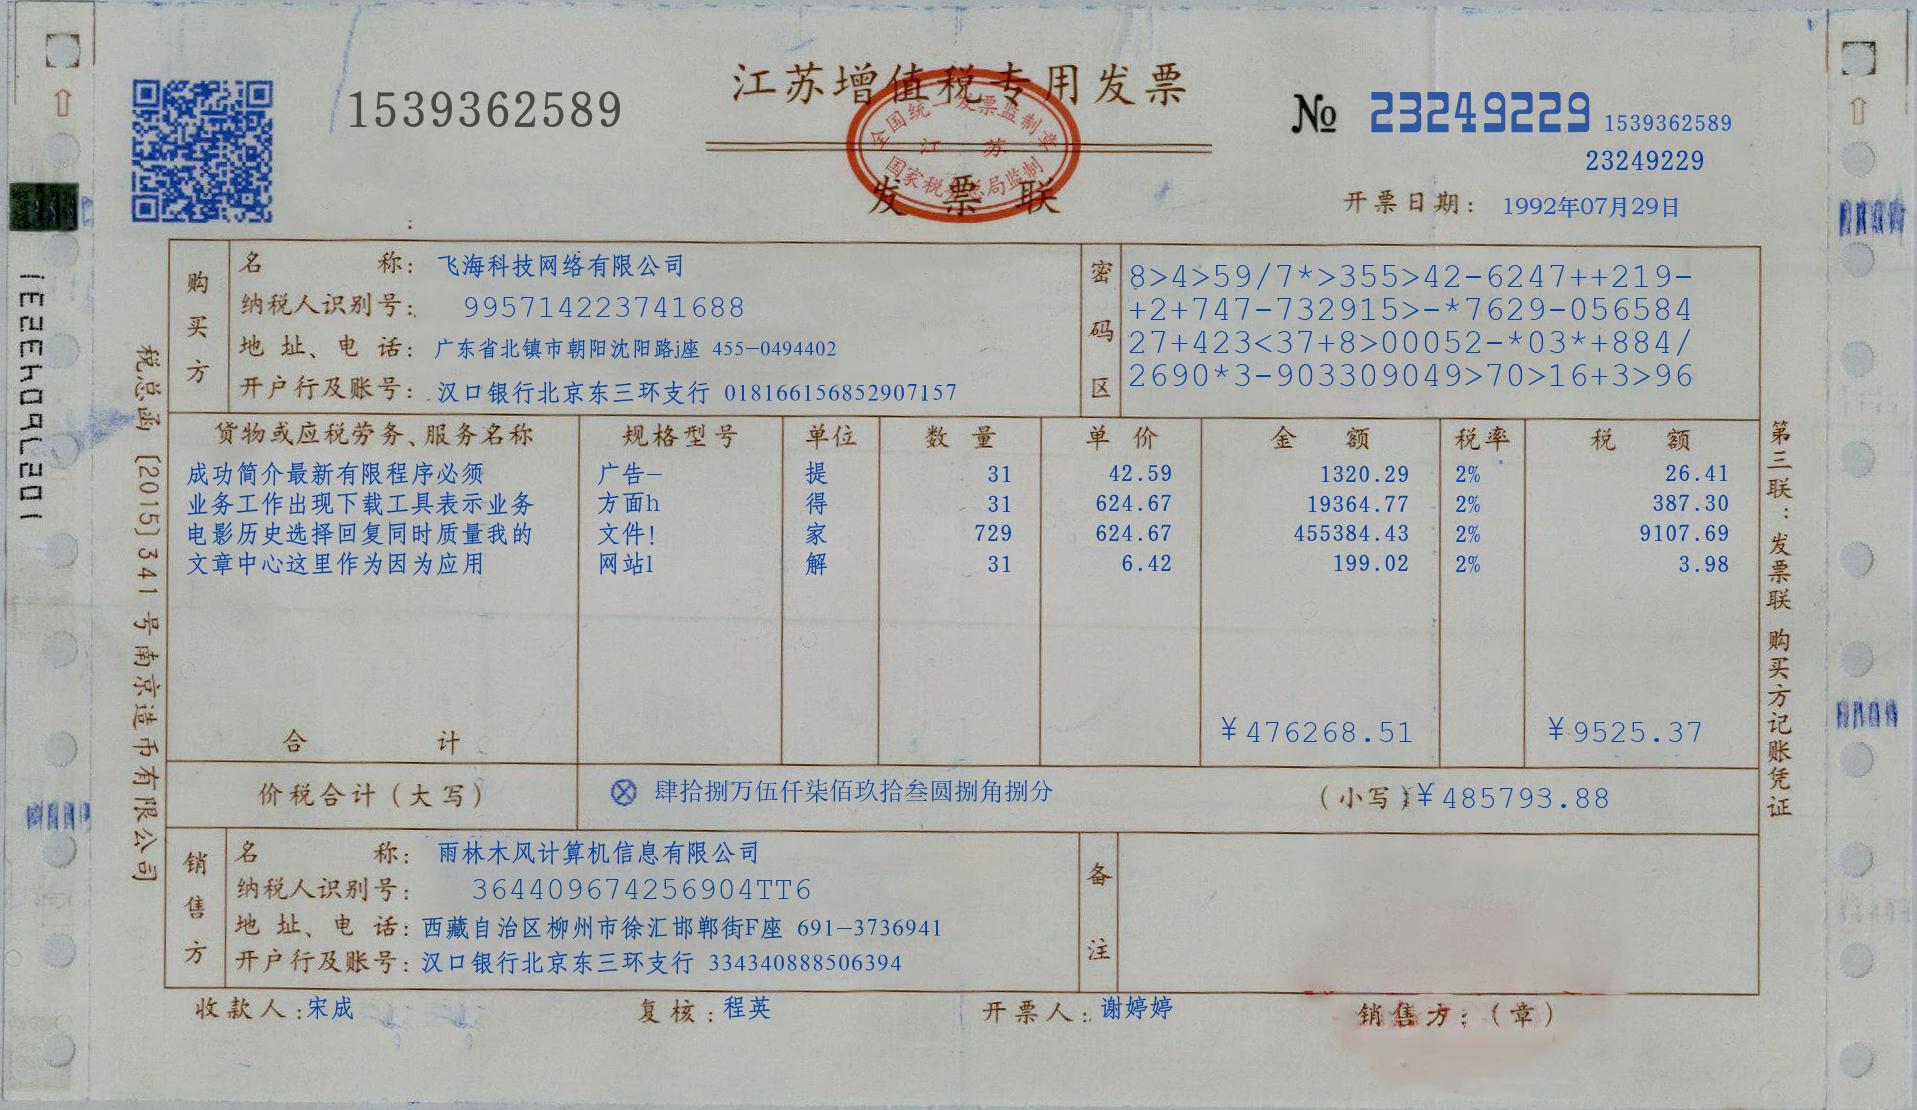 江苏增值税专用发票
1539362589
全国统一发票监制章
江 苏
国家税务总局监制
发票联
№ 23249229 1539362589
23249229
开票日期: 1992年07月29日
购买方
名 称: 飞海科技网络有限公司
纳税人识别号: 995714223741688
地址、电话: 广东省北镇市朝阳沈阳路j座 455-0494402
开户行及账号: 汉口银行北京东三环支行 018166156852907157
密码区
8>4>59/7*>355>42-6247++219-
+2+747-732915>-*7629-056584
27+423<37+8>00052-*03*+884/
2690*3-903309049>70>16+3>96
货物或应税劳务、服务名称 规格型号 单位 数量 单价 金额 税率 税额
成功简介最新有限程序必须 广告- 提 31 42.59 1320.29 2% 26.41
业务工作出现下载工具表示业务 方面h 得 31 624.67 19364.77 2% 387.30
电影历史选择回复同时质量我的 文件! 家 729 624.67 455384.43 2% 9107.69
文章中心这里作为因为应用 网站l 解 31 6.42 199.02 2% 3.98
合计 ¥476268.51 ¥9525.37
价税合计(大写) ⊗ 肆拾捌万伍仟柒佰玖拾叁圆捌角捌分 (小写)¥485793.88
销售方
名 称: 雨林木风计算机信息有限公司
纳税人识别号: 364409674256904TT6
地址、电话: 西藏自治区柳州市徐汇邯郸街F座 691-3736941
开户行及账号: 汉口银行北京东三环支行 334340888506394
备注
收款人:宋成 复核:程英 开票人:谢婷婷 销售方:(章)
税总函〔2015〕341号南京造币有限公司
第三联:发票联 购买方记账凭证